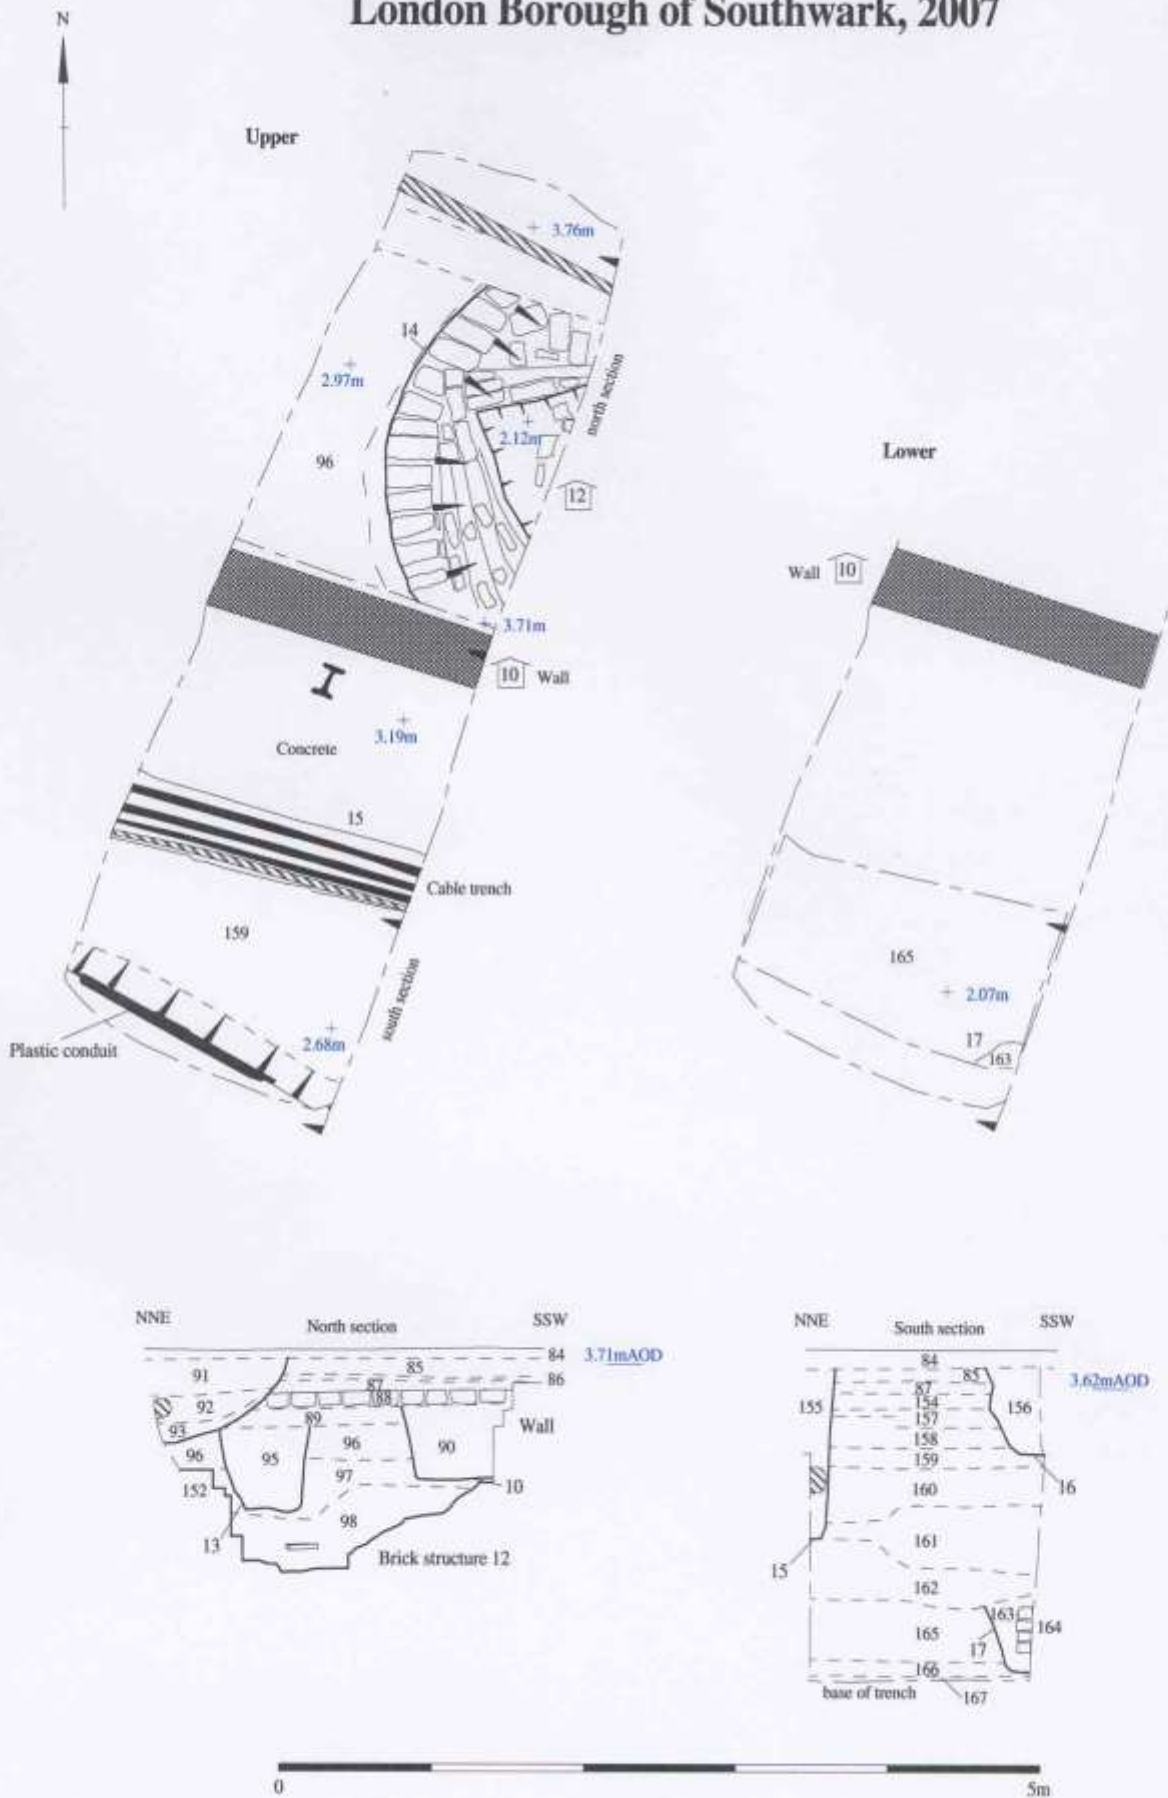 London Borough of Southwark, 2007
N
Upper
3.76m
14
2.97m
north section
2.12m
96
12
Lower
Wall 10
3.71m
10 Wall
3.19m
Concrete
15
Cable trench
159
165
south section
2.07m
17
2.68m
163
Plastic conduit
NNE
North section
SSW
84 3.71mAOD
85
86
91
87
88
92
89
93
Wall
96
96
95
90
97
152
10
98
13
Brick structure 12
NNE
South section
SSW
84
85
3.62mAOD
87
154
155
156
157
158
159
16
160
161
15
162
163
164
165
17
166
base of trench
167
0
5m